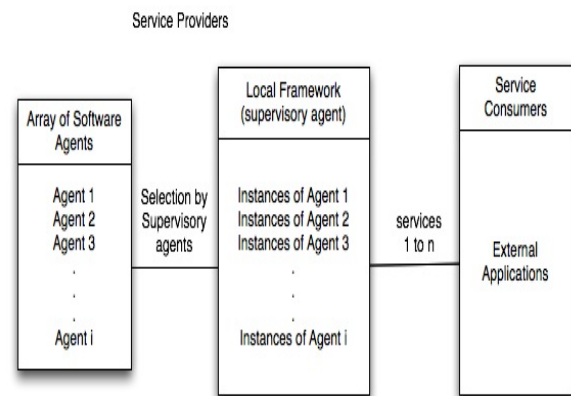 Service Providers
Array of Software
Agents
Agent 1
Agent 2
Agent 3
.
.
.
Agent i
Selection by
Supervisory
agents
Local Framework
(supervisory agent)
Instances of Agent 1
Instances of Agent 2
Instances of Agent 3
.
.
.
Instances of Agent i
services
1 to n
Service
Consumers
External
Applications